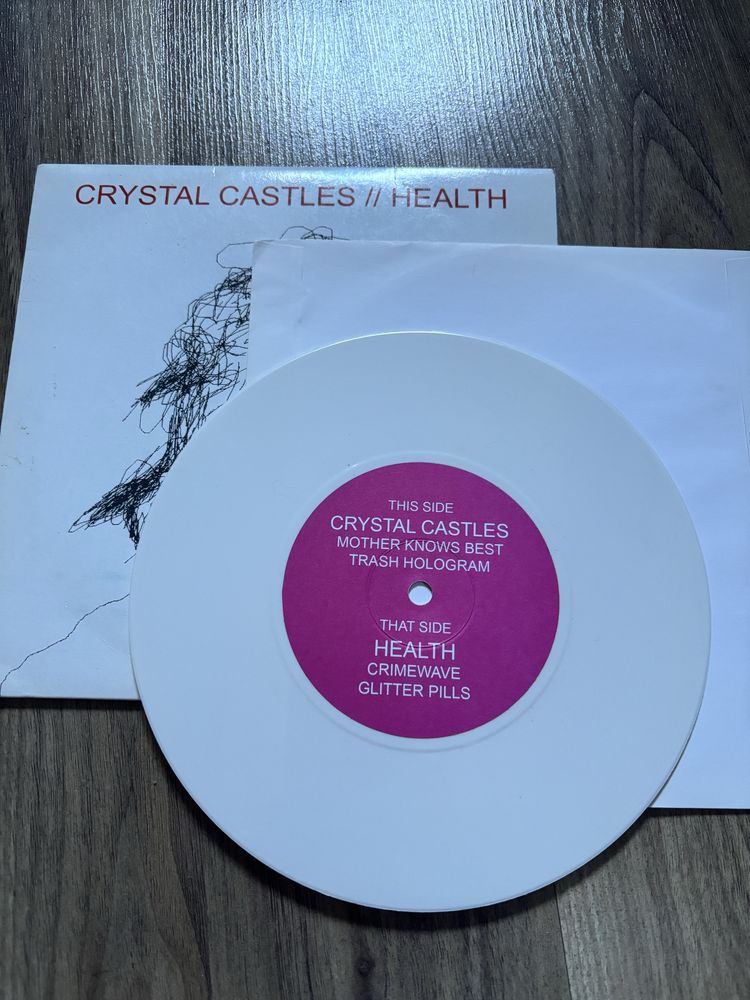 CRYSTAL CASTLES // HEALTH
THIS SIDE
CRYSTAL CASTLES
MOTHER KNOWS BEST
TRASH HOLOGRAM
THAT SIDE
HEALTH
CRIMEWAVE
GLITTER PILLS